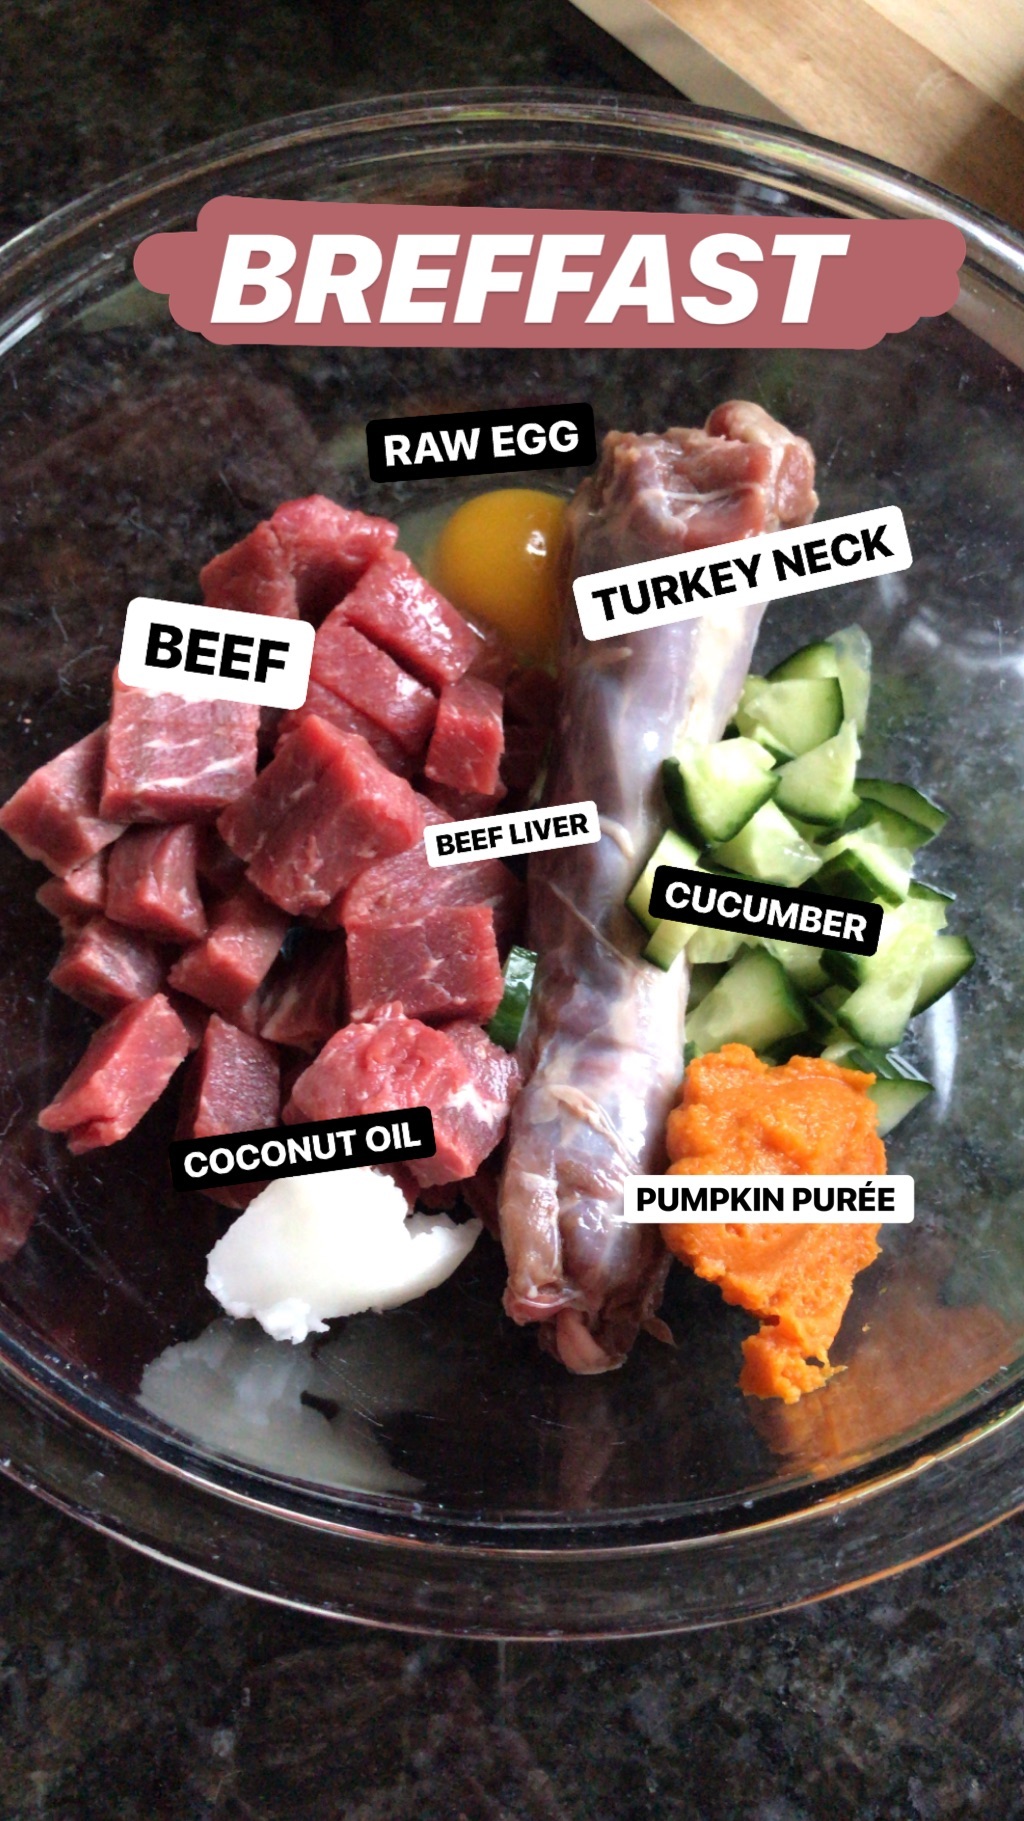 BREFFAST
RAW EGG
TURKEY NECK
BEEF
BEEF LIVER
CUCUMBER
COCONUT OIL
PUMPKIN PURÉE